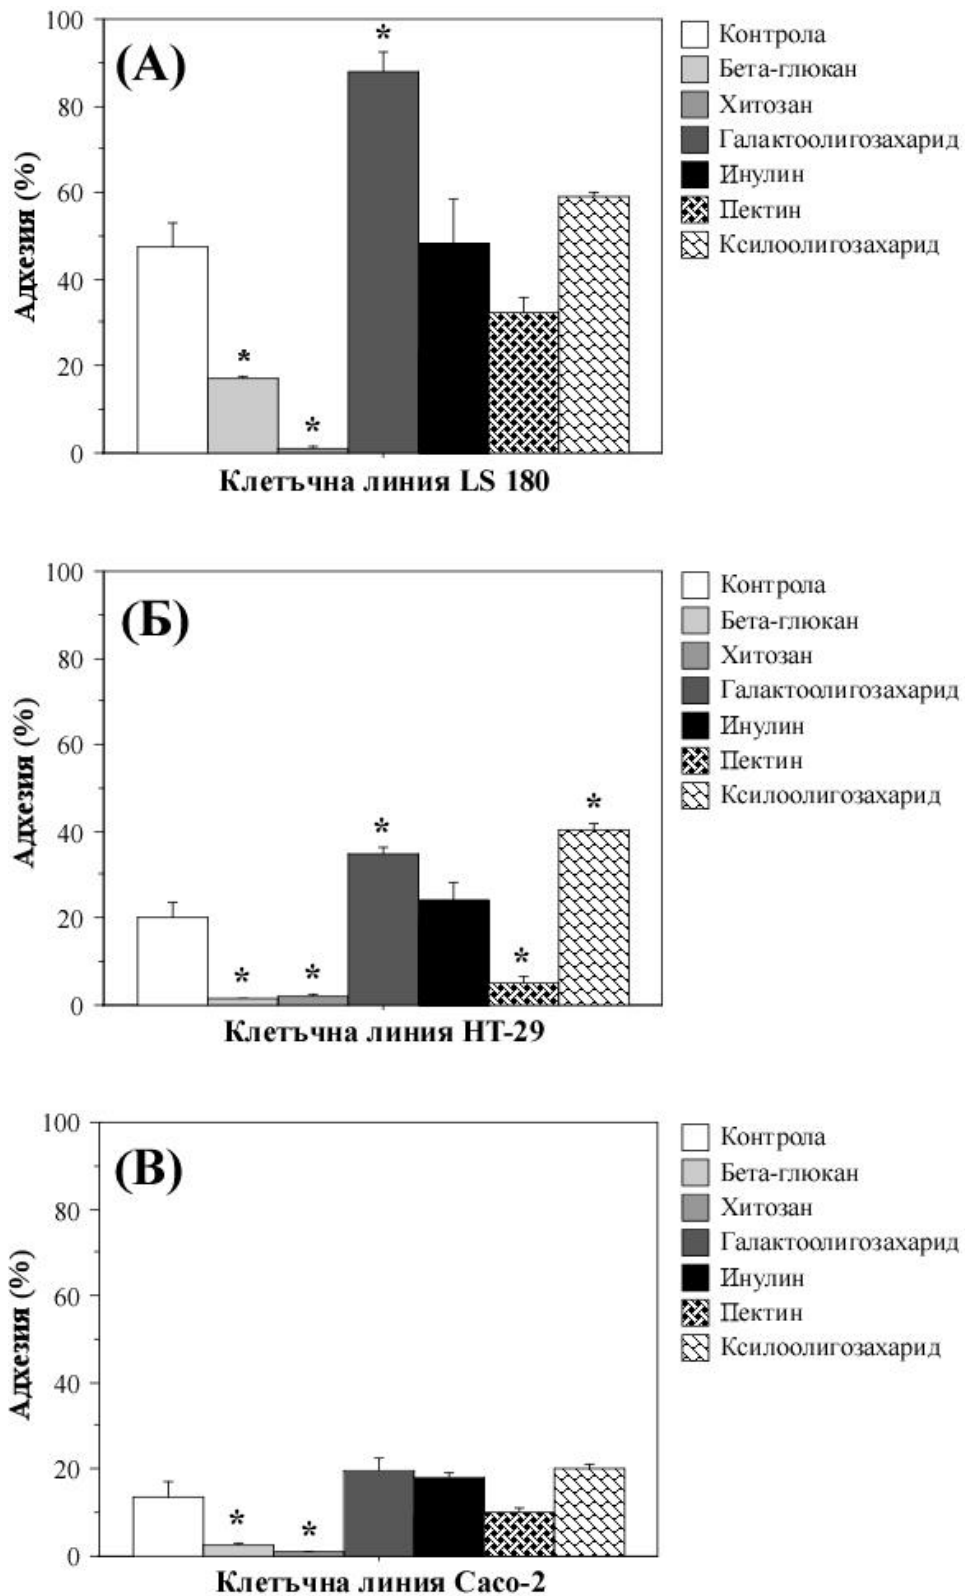 100
80
60
40
20
0
Адхезия (%)
(А)
*
*
*
Контрола
Бета-глюкан
Хитозан
Галактоолигозахарид
Инулин
Пектин
Ксилоолигозахарид
Клетъчна линия LS 180
100
80
60
40
20
0
Адхезия (%)
(Б)
*
*
*
*
*
Контрола
Бета-глюкан
Хитозан
Галактоолигозахарид
Инулин
Пектин
Ксилоолигозахарид
Клетъчна линия HT-29
100
80
60
40
20
0
Адхезия (%)
(В)
*
*
Контрола
Бета-глюкан
Хитозан
Галактоолигозахарид
Инулин
Пектин
Ксилоолигозахарид
Клетъчна линия Caco-2